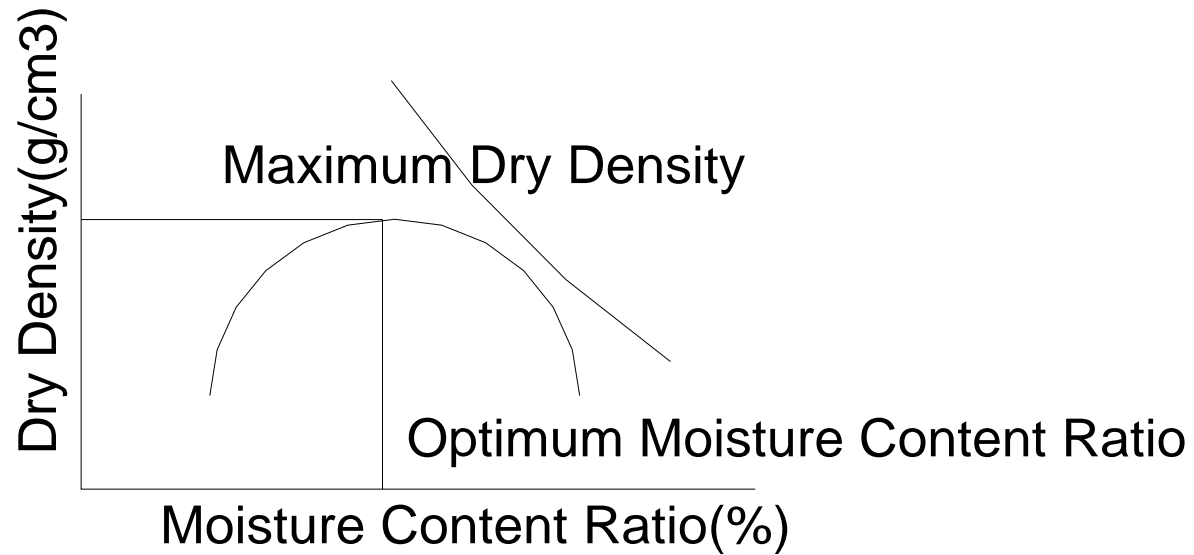 Dry Density(g/cm3)
Maximum Dry Density
Optimum Moisture Content Ratio
Moisture Content Ratio(%)